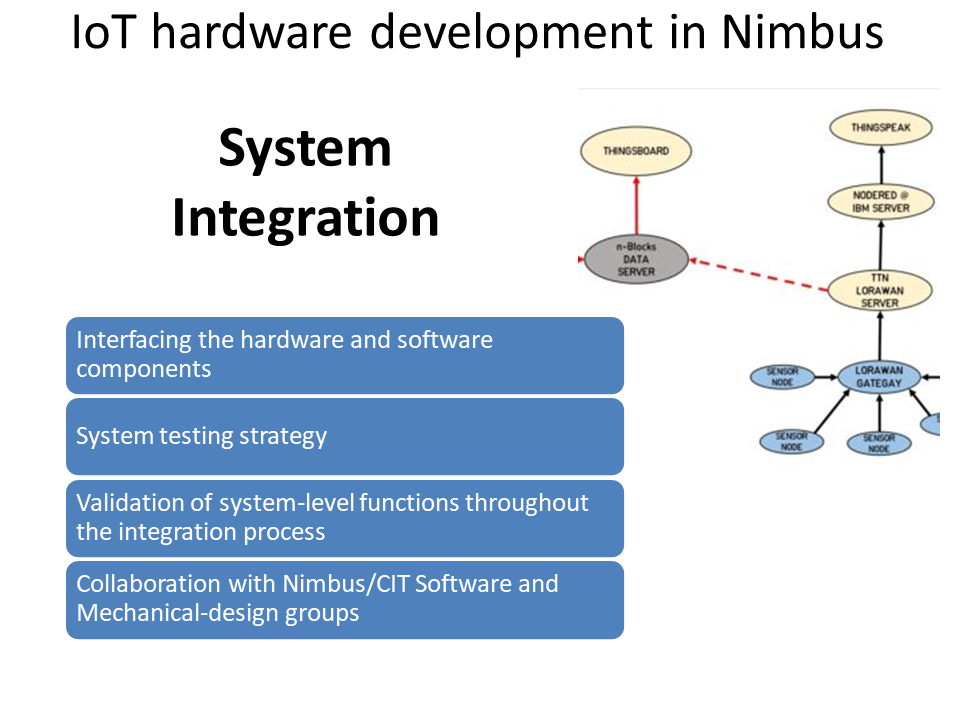 IoT hardware development in Nimbus
System
Integration
Interfacing the hardware and software
components
System testing strategy
Validation of system-level functions throughout
the integration process
Collaboration with Nimbus/CIT Software and
Mechanical-design groups
THINGSBOARD
n-Blocks
DATA
SERVER
THINGSPEAK
NODERED @
IBM SERVER
TTN
LORAWAN
SERVER
LORAWAN
GATEGAY
SENSOR
NODE
SENSOR
NODE
SENSOR
NODE